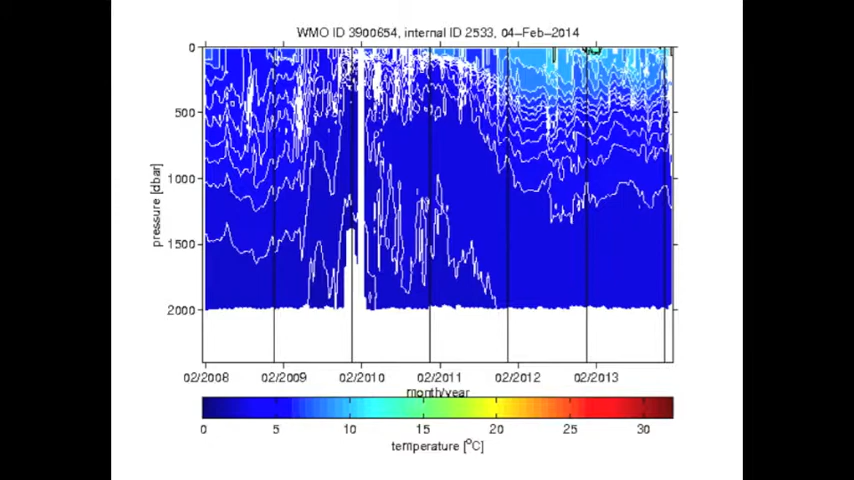 WMO ID 3900654, internal ID 2533, 04-Feb-2014
0
500
1000
1500
2000
pressure [dbar]
02/2008 02/2009 02/2010 02/2011 02/2012 02/2013
month/year
0 5 10 15 20 25 30
temperature [°C]